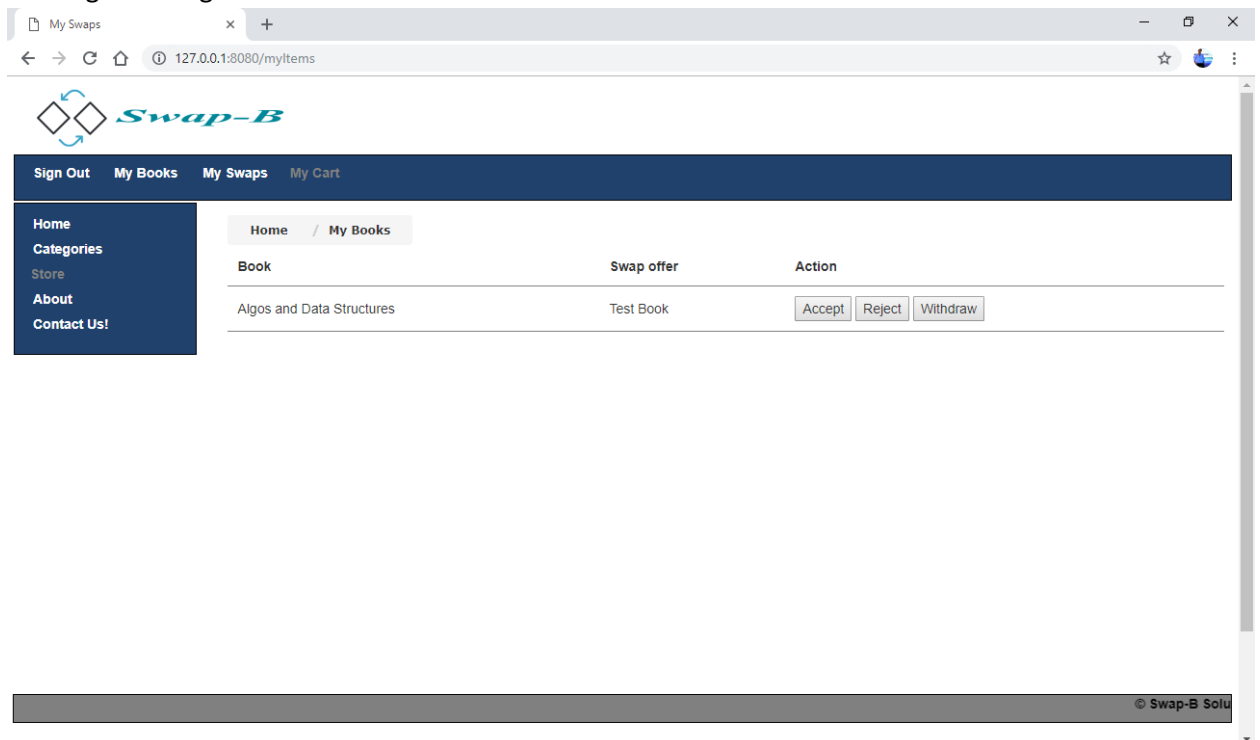 My Swaps
127.0.0.1:8080/myItems
Swap-B
Sign Out My Books My Swaps My Cart
Home
Categories
Store
About
Contact Us!
Home / My Books
Book Swap offer Action
Algos and Data Structures Test Book Accept Reject Withdraw
© Swap-B Solu